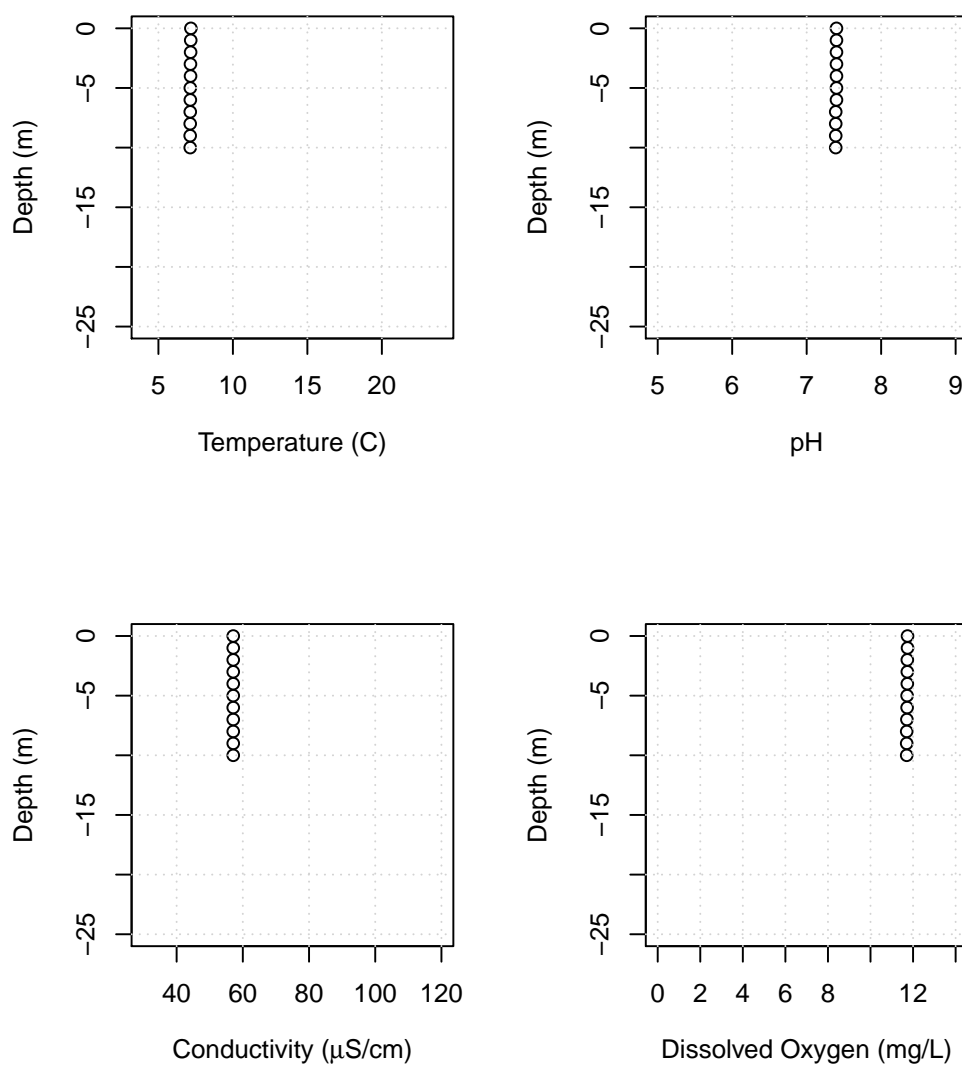 0
−5
−15
−25
Depth (m)
5 10 15 20
Temperature (C)
0
−5
−15
−25
Depth (m)
5 6 7 8 9
pH
0
−5
−15
−25
Depth (m)
40 60 80 100 120
Conductivity (μS/cm)
0
−5
−15
−25
Depth (m)
0 2 4 6 8 12
Dissolved Oxygen (mg/L)